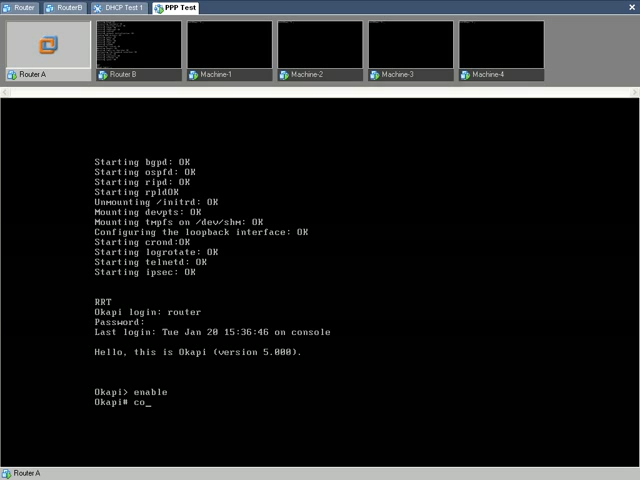 Router RouterB DHCP Test 1 PPP Test
Router A Router B Machine-1 Machine-2 Machine-3 Machine-4
Starting bgpd: OK
Starting ospfd: OK
Starting ripd: OK
Starting rpldOK
Unmounting /initrd: OK
Mounting devpts: OK
Mounting tmpfs on /dev/shm: OK
Configuring the loopback interface: OK
Starting crond:OK
Starting logrotate: OK
Starting telnetd: OK
Starting ipsec: OK
RRT
Okapi login: router
Password:
Last login: Tue Jan 20 15:36:46 on console
Hello, this is Okapi (version 5.000).
Okapi> enable
Okapi# co_
Router A